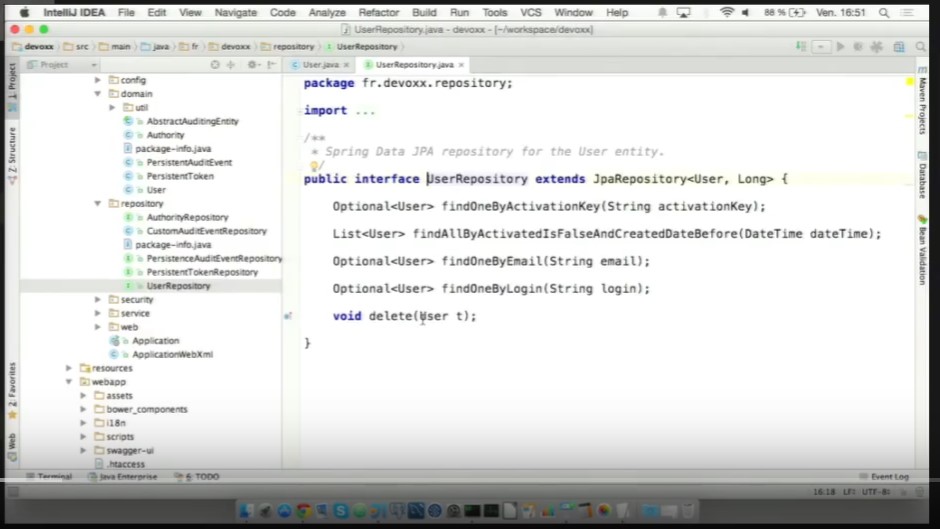 IntelliJ IDEA File Edit View Navigate Code Analyze Refactor Build Run Tools VCS Window Help 88 % Ven. 16:51
UserRepository.java - devoxx - [~/workspace/devoxx]
devoxx src main java fr devoxx repository UserRepository
Project User.java UserRepository.java
1: Project
Z: Structure
2: Favorites
Web
config
domain
util
AbstractAuditingEntity
Authority
package-info.java
PersistentAuditEvent
PersistentToken
User
repository
AuthorityRepository
CustomAuditEventRepository
package-info.java
PersistenceAuditEventRepository
PersistentTokenRepository
UserRepository
security
service
web
Application
ApplicationWebXml
resources
webapp
assets
bower_components
i18n
scripts
swagger-ui
.htaccess
package fr.devoxx.repository;
import ...
/**
* Spring Data JPA repository for the User entity.
*/
public interface UserRepository extends JpaRepository<User, Long> {
Optional<User> findOneByActivationKey(String activationKey);
List<User> findAllByActivatedIsFalseAndCreatedDateBefore(DateTime dateTime);
Optional<User> findOneByEmail(String email);
Optional<User> findOneByLogin(String login);
void delete(User t);
}
Maven Projects
Database
Bean Validation
Terminal Java Enterprise 6: TODO Event Log
16:18 LF UTF-8